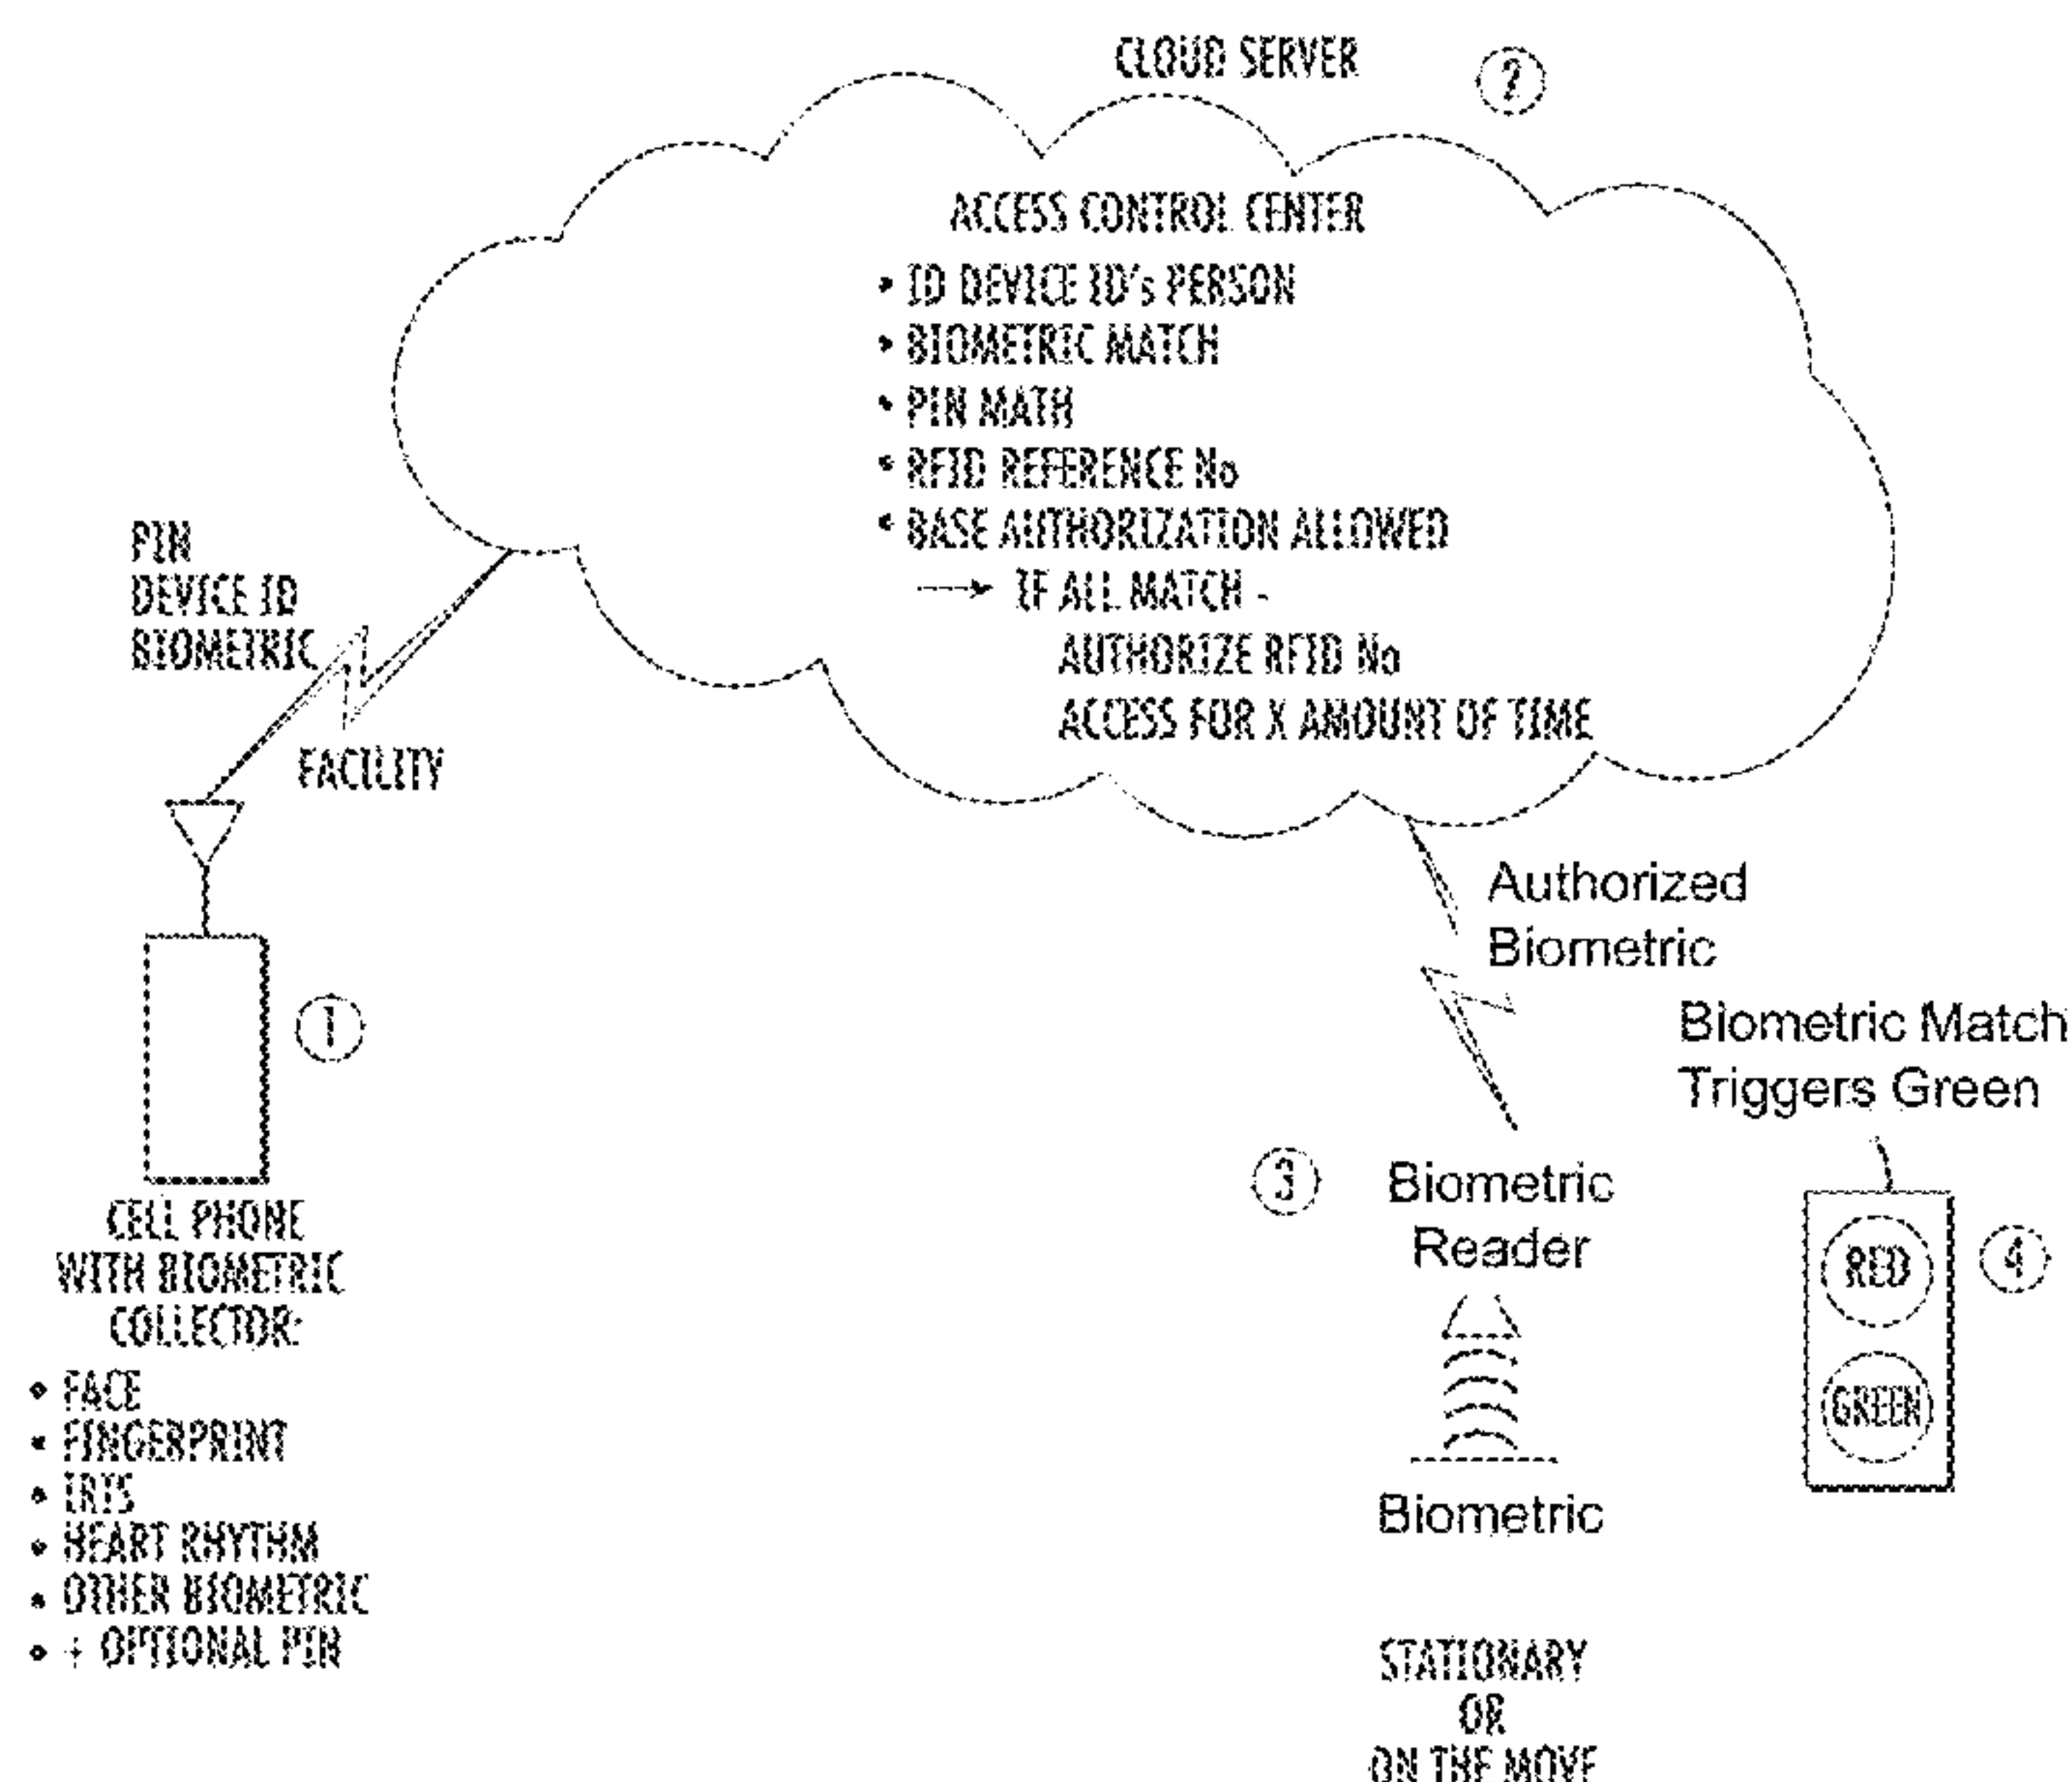 CLOUD SERVER
2
ACCESS CONTROL CENTER
• ID DEVICE ID's PERSON
• BIOMETRIC MATCH
• PIN MATH
• RFID REFERENCE No
• BASE AUTHORIZATION ALLOWED
→ IF ALL MATCH -
AUTHORIZE RFID No
ACCESS FOR X AMOUNT OF TIME
PIN
DEVICE ID
BIOMETRIC
FACILITY
1
CELL PHONE
WITH BIOMETRIC
COLLECTOR:
• FACE
• FINGERPRINT
• IRIS
• HEART RHYTHM
• OTHER BIOMETRIC
• + OPTIONAL PIN
Authorized
Biometric
3
Biometric
Reader
Biometric
STATIONARY
OR
ON THE MOVE
Biometric Match
Triggers Green
RED
4
GREEN